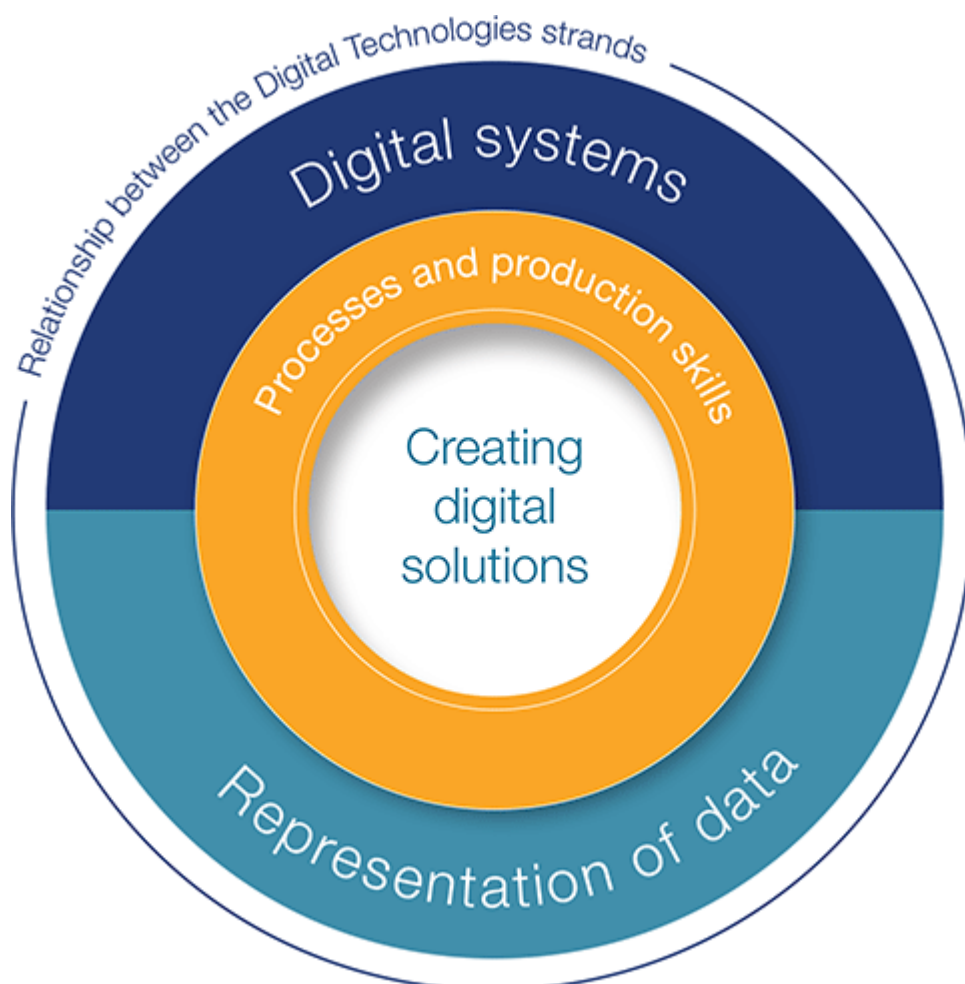 Relationship between the Digital Technologies strands
Digital systems
Processes and production skills
Creating
digital
solutions
Representation of data